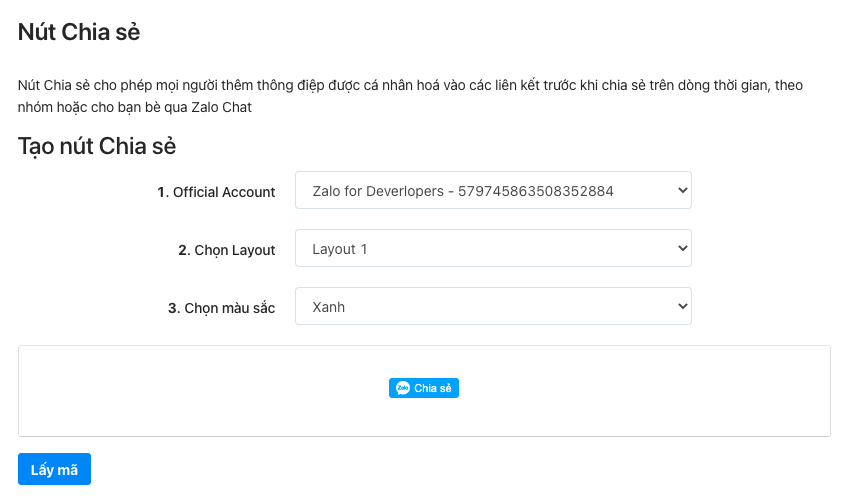 Nút Chia sẻ
Nút Chia sẻ cho phép mọi người thêm thông điệp được cá nhân hoá vào các liên kết trước khi chia sẻ trên dòng thời gian, theo
nhóm hoặc cho bạn bè qua Zalo Chat
Tạo nút Chia sẻ
1. Official Account
Zalo for Deverlopers - 579745863508352884
2. Chọn Layout
Layout 1
3. Chọn màu sắc
Xanh
Zalo Chia sẻ
Lấy mã